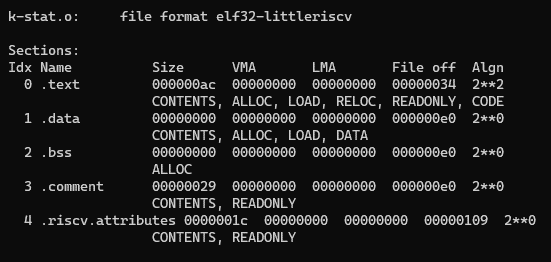 k-stat.o:     file format elf32-littleriscv

Sections:
Idx Name          Size      VMA       LMA       File off  Algn
  0 .text         000000ac  00000000  00000000  00000034  2**2
                  CONTENTS, ALLOC, LOAD, RELOC, READONLY, CODE
  1 .data         00000000  00000000  00000000  000000e0  2**0
                  CONTENTS, ALLOC, LOAD, DATA
  2 .bss          00000000  00000000  00000000  000000e0  2**0
                  ALLOC
  3 .comment      00000029  00000000  00000000  000000e0  2**0
                  CONTENTS, READONLY
  4 .riscv.attributes 0000001c  00000000  00000000  00000109  2**0
                  CONTENTS, READONLY